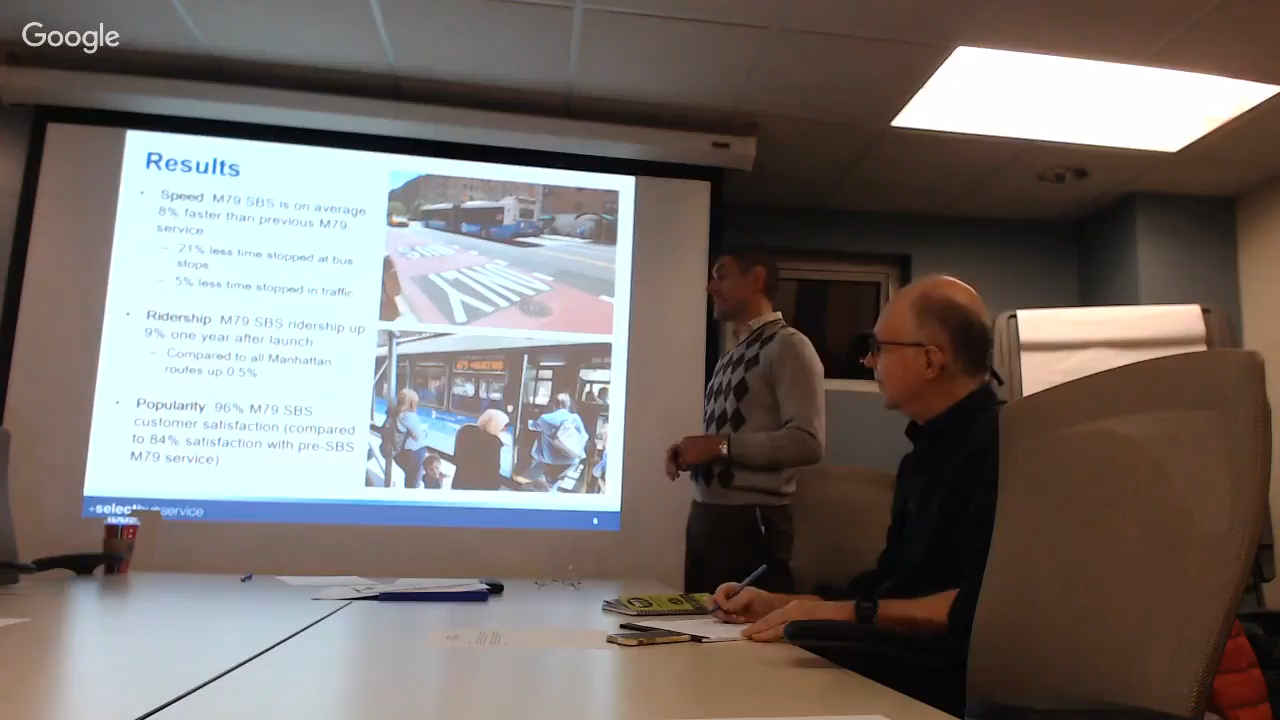 Google
Results
• Speed M79 SBS is on average
8% faster than previous M79
service
– 21% less time stopped at bus
stops
– 5% less time stopped in traffic
• Ridership M79 SBS ridership up
9% one year after launch
– Compared to all Manhattan
routes up 0.5%
• Popularity 96% M79 SBS
customer satisfaction (compared
to 84% satisfaction with pre-SBS
M79 service)
BUS
ONLY
+selectbusservice
6